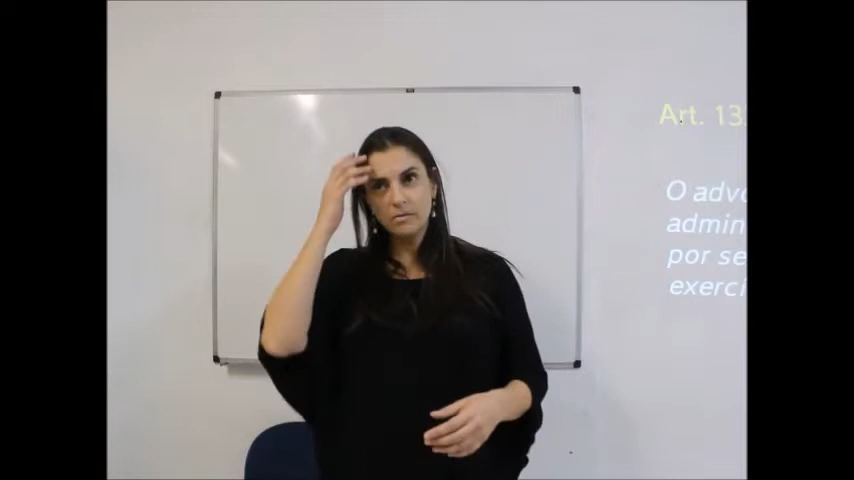 Art. 13
O advo
admin
por se
exerci